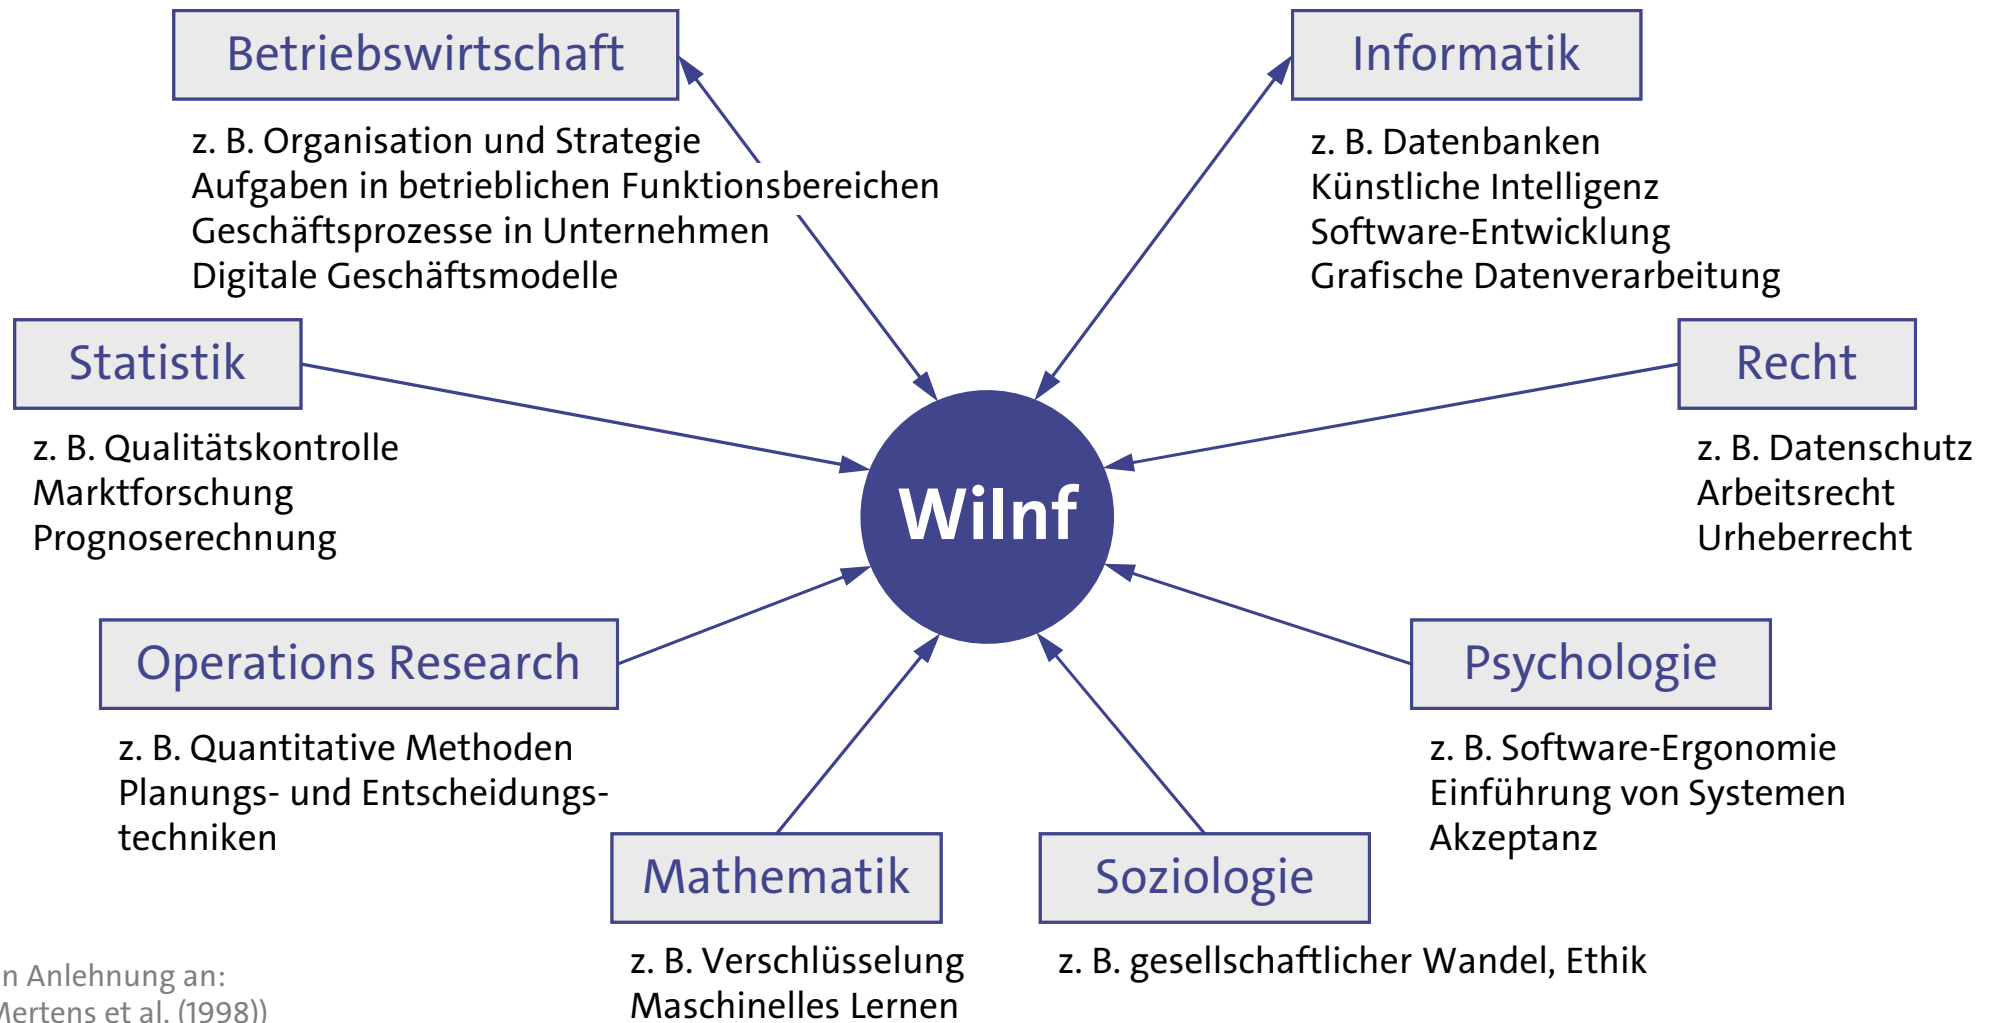 Betriebswirtschaft
z. B. Organisation und Strategie
Aufgaben in betrieblichen Funktionsbereichen
Geschäftsprozesse in Unternehmen
Digitale Geschäftsmodelle
Informatik
z. B. Datenbanken
Künstliche Intelligenz
Software-Entwicklung
Grafische Datenverarbeitung
Statistik
z. B. Qualitätskontrolle
Marktforschung
Prognoserechnung
WiInf
Recht
z. B. Datenschutz
Arbeitsrecht
Urheberrecht
Operations Research
z. B. Quantitative Methoden
Planungs- und Entscheidungs-
techniken
Psychologie
z. B. Software-Ergonomie
Einführung von Systemen
Akzeptanz
Mathematik
z. B. Verschlüsselung
Maschinelles Lernen
Soziologie
z. B. gesellschaftlicher Wandel, Ethik
n Anlehnung an:
Mertens et al. (1998))